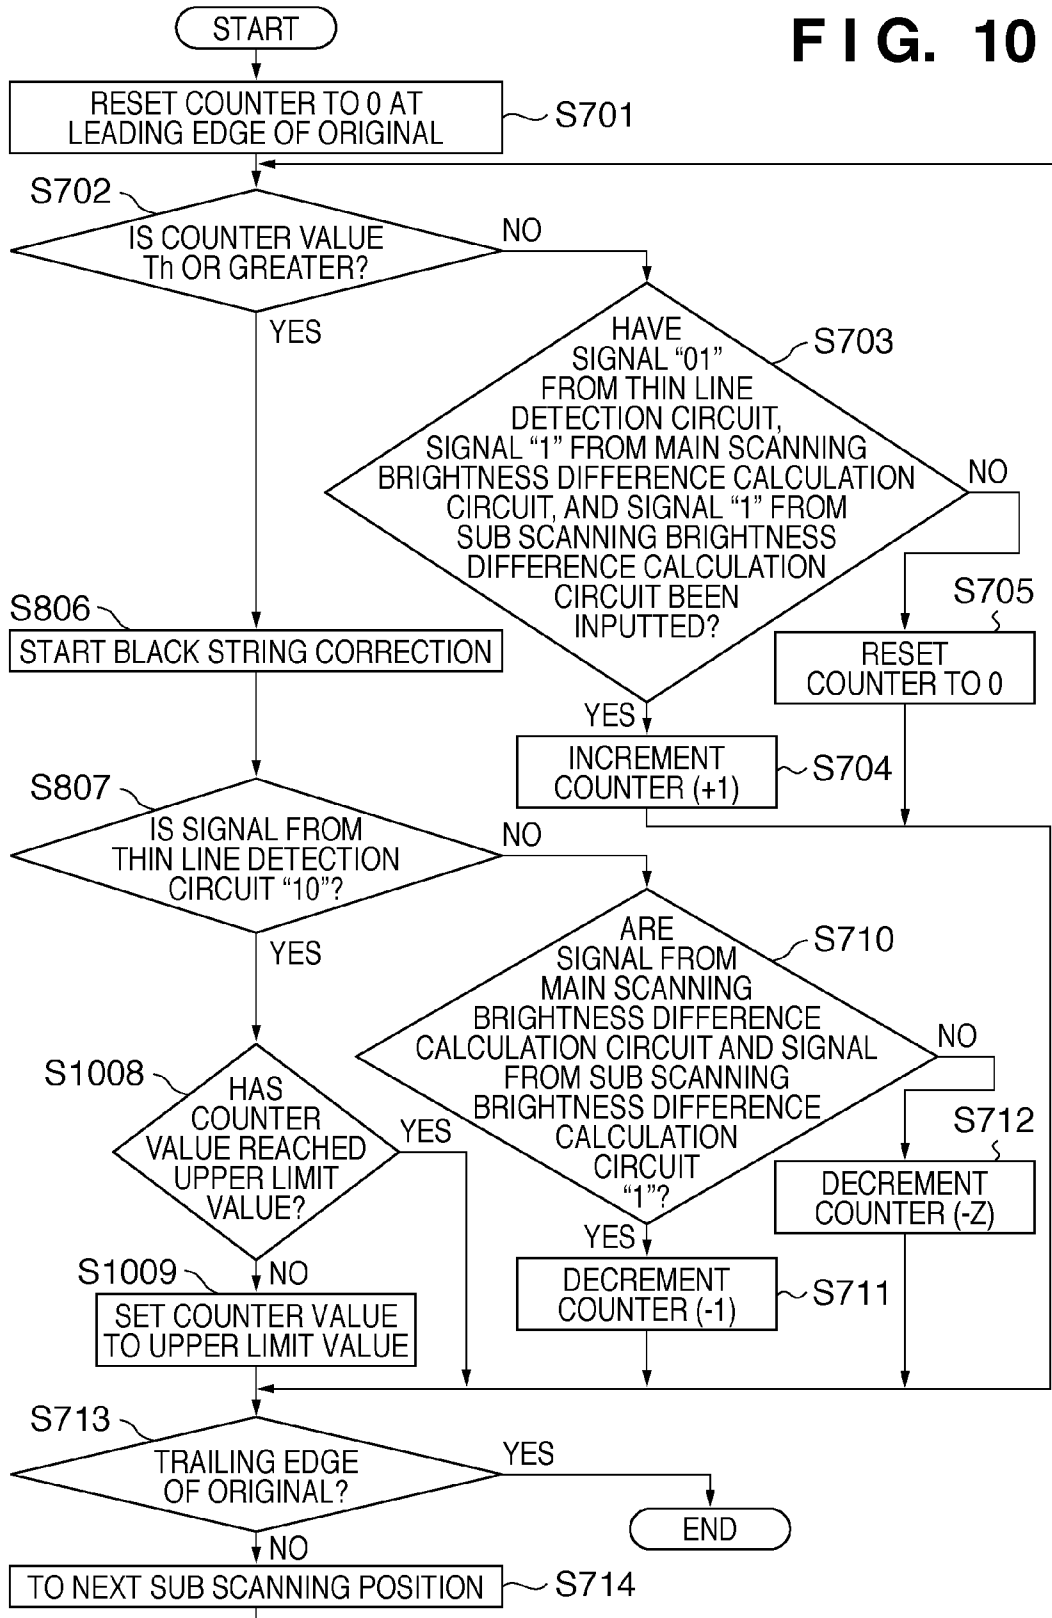 FIG. 10
START
RESET COUNTER TO 0 AT
LEADING EDGE OF ORIGINAL
S701
S702
IS COUNTER VALUE
Th OR GREATER?
NO
YES
HAVE
SIGNAL “01”
FROM THIN LINE
DETECTION CIRCUIT,
SIGNAL “1” FROM MAIN SCANNING
BRIGHTNESS DIFFERENCE CALCULATION
CIRCUIT, AND SIGNAL “1” FROM
SUB SCANNING BRIGHTNESS
DIFFERENCE CALCULATION
CIRCUIT BEEN
INPUTTED?
S703
NO
YES
S705
RESET
COUNTER TO 0
INCREMENT
COUNTER (+1)
S704
S806
START BLACK STRING CORRECTION
S807
IS SIGNAL FROM
THIN LINE DETECTION
CIRCUIT “10”?
NO
YES
ARE
SIGNAL FROM
MAIN SCANNING
BRIGHTNESS DIFFERENCE
CALCULATION CIRCUIT AND SIGNAL
FROM SUB SCANNING
BRIGHTNESS DIFFERENCE
CALCULATION
CIRCUIT
“1”?
S710
NO
YES
S712
DECREMENT
COUNTER (-Z)
DECREMENT
COUNTER (-1)
S711
S1008
HAS
COUNTER
VALUE REACHED
UPPER LIMIT
VALUE?
YES
NO
S1009
SET COUNTER VALUE
TO UPPER LIMIT VALUE
S713
TRAILING EDGE
OF ORIGINAL?
YES
END
NO
TO NEXT SUB SCANNING POSITION
S714